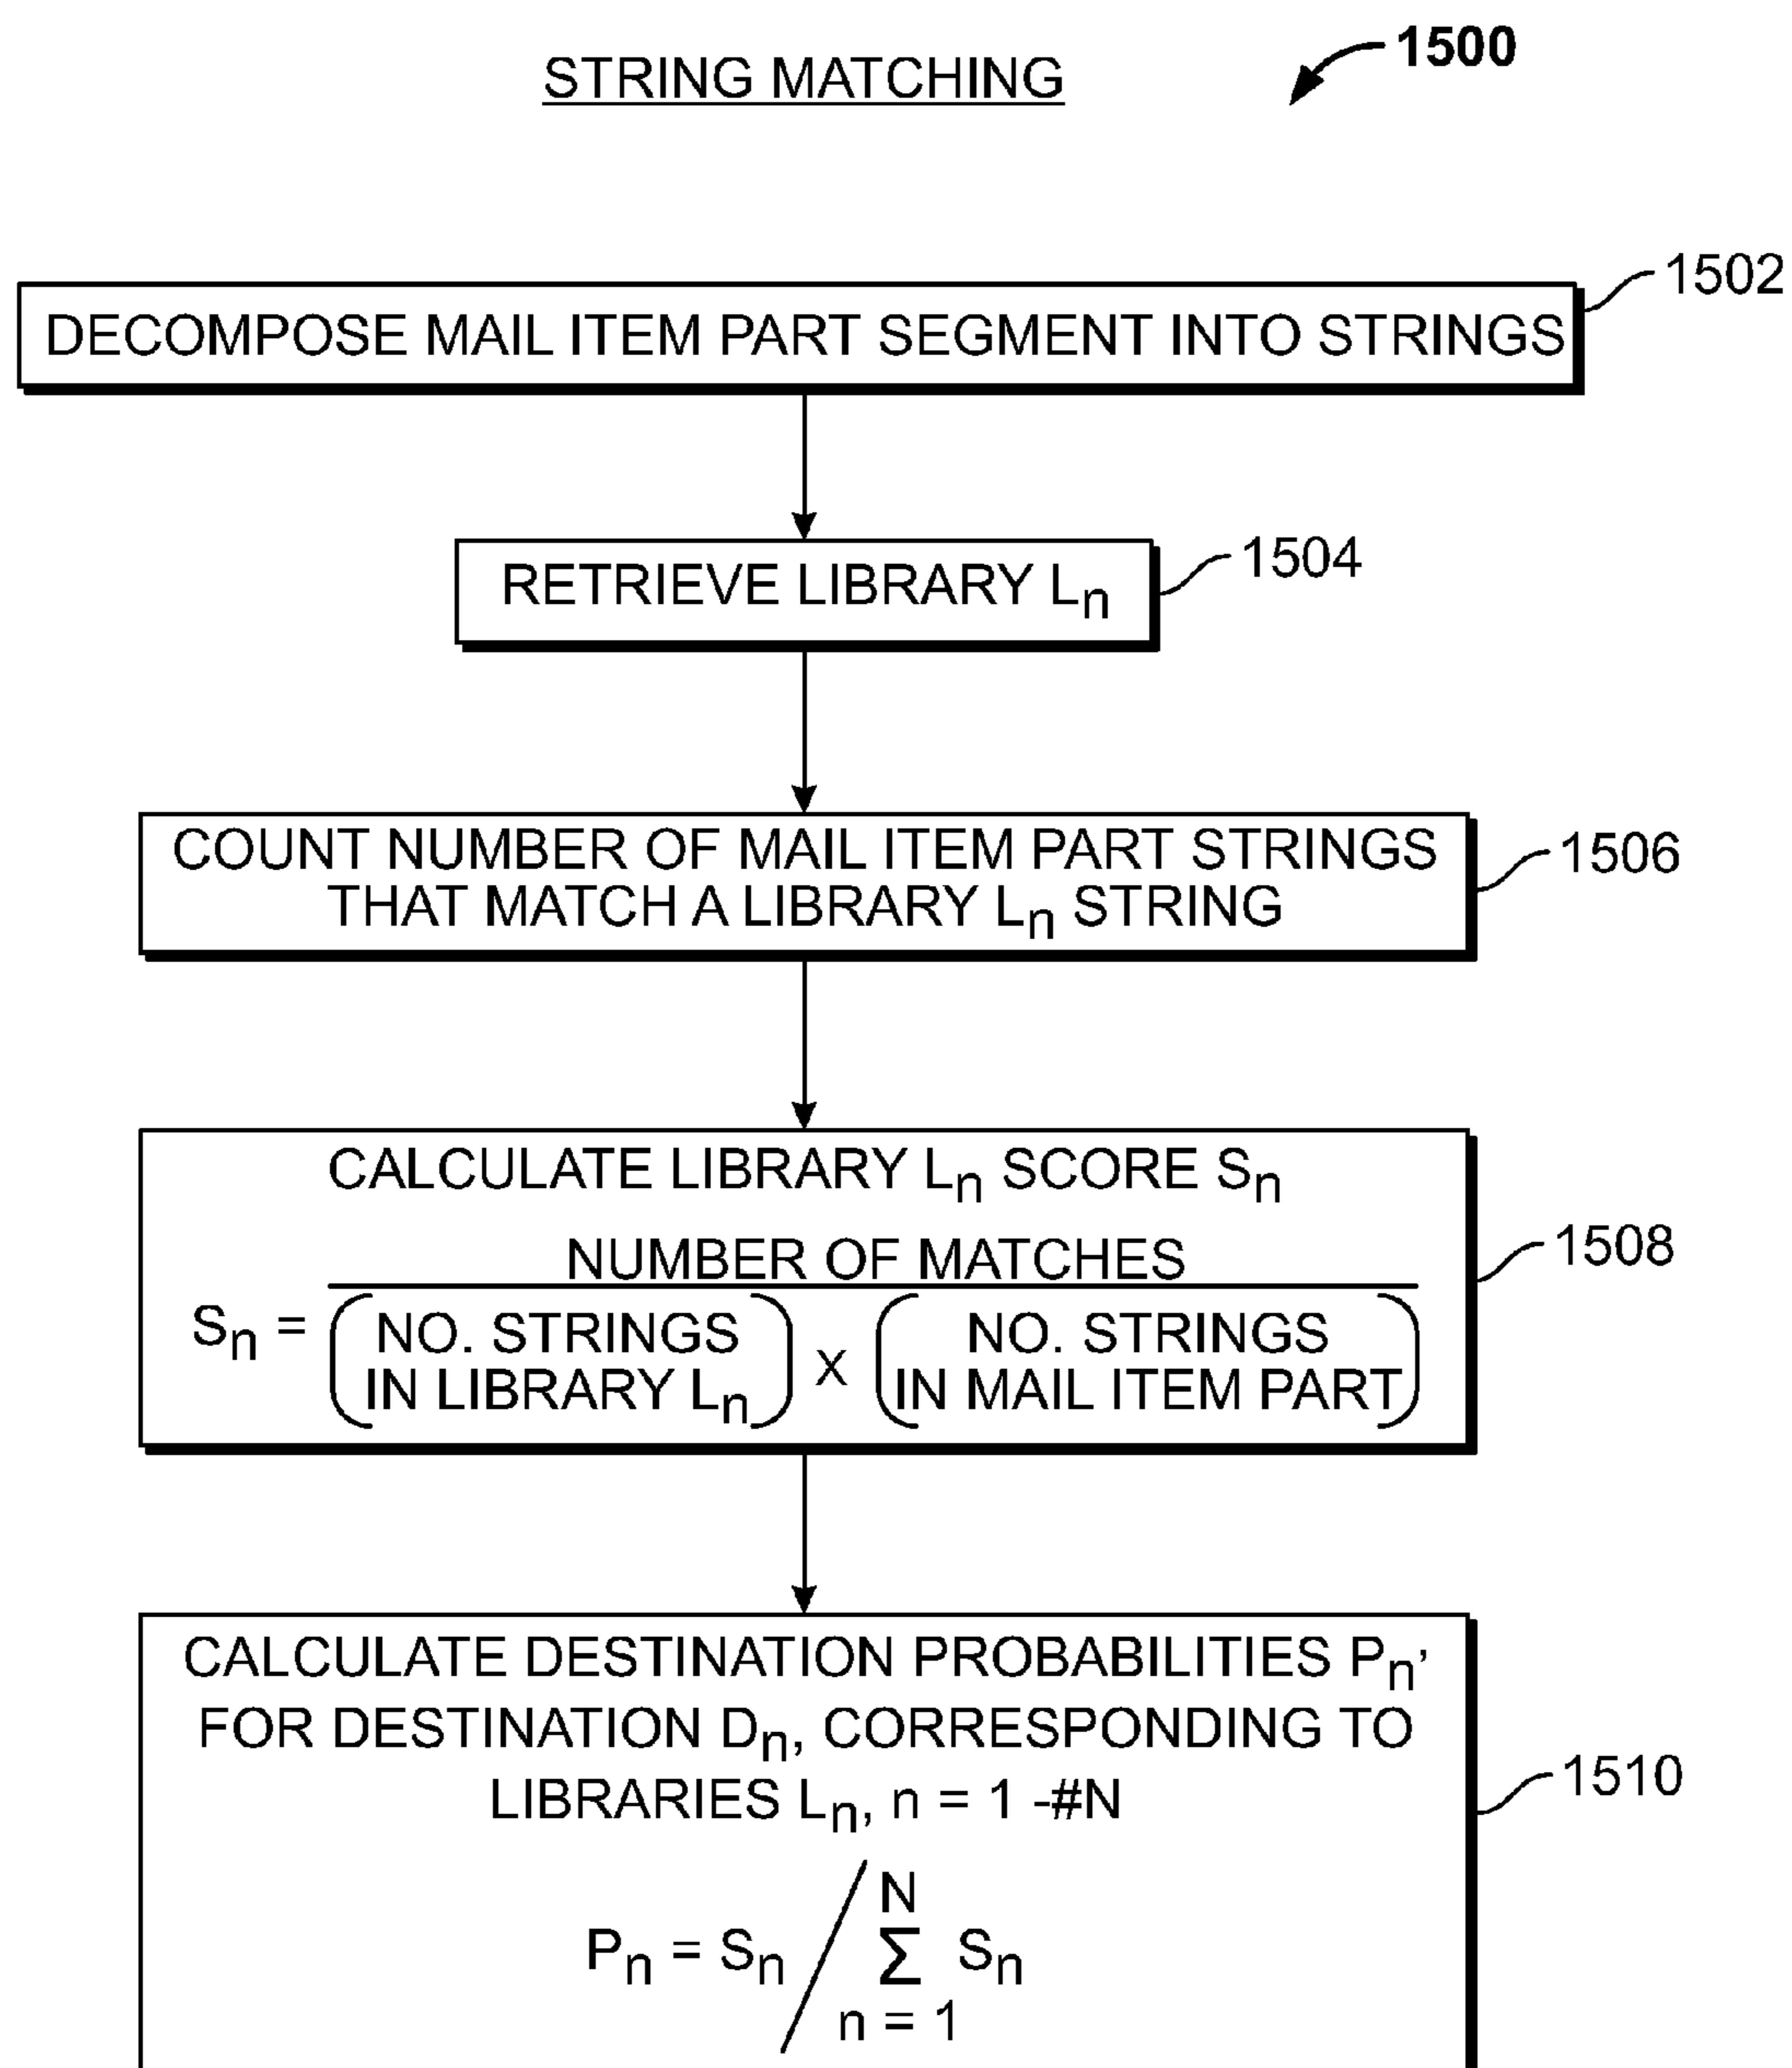 STRING MATCHING
1500
DECOMPOSE MAIL ITEM PART SEGMENT INTO STRINGS
1502
RETRIEVE LIBRARY Ln
1504
COUNT NUMBER OF MAIL ITEM PART STRINGS
THAT MATCH A LIBRARY Ln STRING
1506
CALCULATE LIBRARY Ln SCORE Sn
NUMBER OF MATCHES
Sn =
(NO. STRINGS IN LIBRARY Ln) X (NO. STRINGS IN MAIL ITEM PART)
1508
CALCULATE DESTINATION PROBABILITIES Pn,
FOR DESTINATION Dn, CORRESPONDING TO
LIBRARIES Ln, n = 1 -#N
1510
N
Pn = Sn / Σ Sn
n = 1